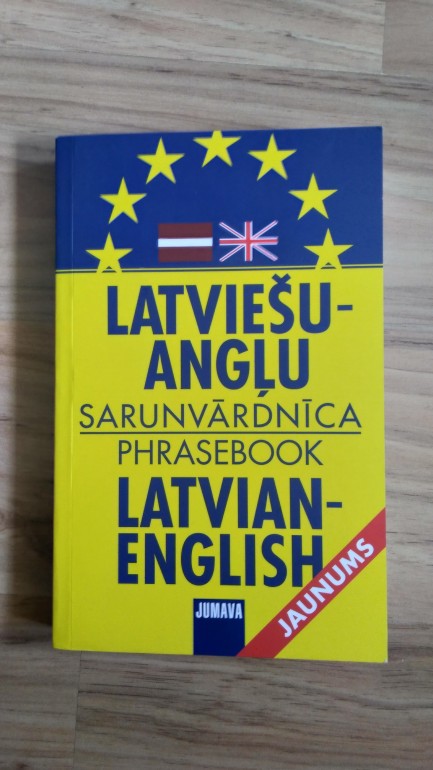 LATVIEŠU-
ANGĻU
SARUNVĀRDNĪCA
PHRASEBOOK
LATVIAN-
ENGLISH
JUMAVA
JAUNUMS